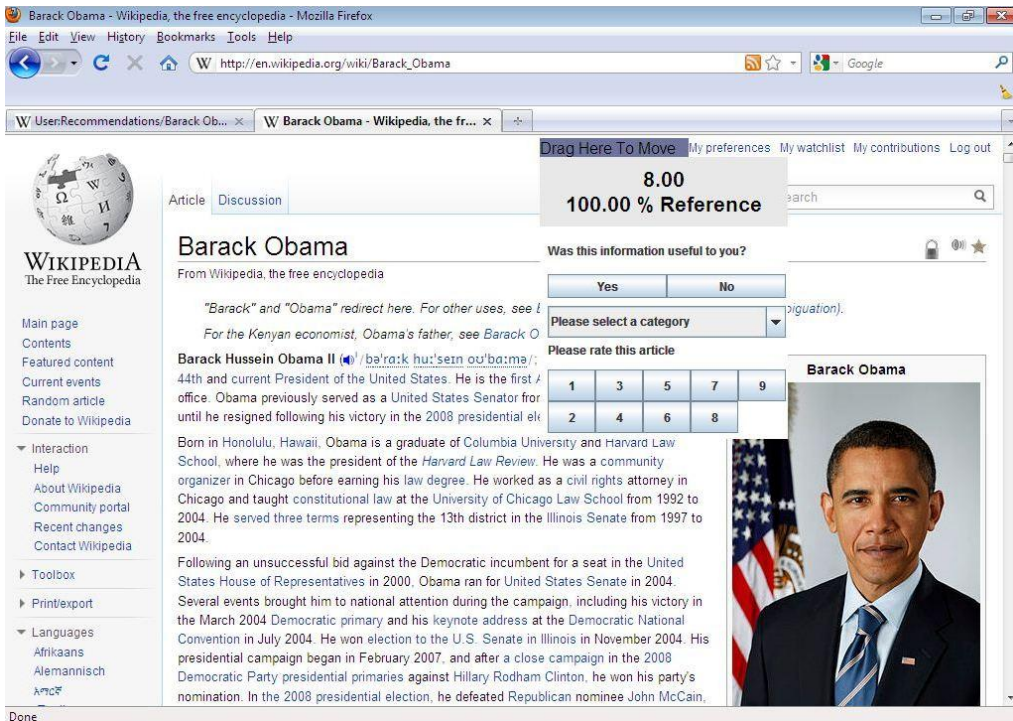 Barack Obama - Wikipedia, the free encyclopedia - Mozilla Firefox
File Edit View History Bookmarks Tools Help
http://en.wikipedia.org/wiki/Barack_Obama
Google
User:Recommendations/Barack Ob...
Barack Obama - Wikipedia, the fr...
Drag Here To Move
My preferences My watchlist My contributions Log out
8.00
100.00 % Reference
Article Discussion
earch
WIKIPEDIA
The Free Encyclopedia
Barack Obama
From Wikipedia, the free encyclopedia
Was this information useful to you?
Yes No
"Barack" and "Obama" redirect here. For other uses, see
biguation).
Please select a category
For the Kenyan economist, Obama's father, see Barack O
Please rate this article
1 3 5 7 9
2 4 6 8
Main page
Contents
Featured content
Current events
Random article
Donate to Wikipedia
Interaction
Help
About Wikipedia
Community portal
Recent changes
Contact Wikipedia
Toolbox
Print/export
Languages
Afrikaans
Alemannisch
አማርኛ
Barack Hussein Obama II (/bəˈrɑːk huːˈseɪn oʊˈbɑːmə/;
44th and current President of the United States. He is the first A
office. Obama previously served as a United States Senator from
until he resigned following his victory in the 2008 presidential ele
Born in Honolulu, Hawaii, Obama is a graduate of Columbia University and Harvard Law
School, where he was the president of the Harvard Law Review. He was a community
organizer in Chicago before earning his law degree. He worked as a civil rights attorney in
Chicago and taught constitutional law at the University of Chicago Law School from 1992 to
2004. He served three terms representing the 13th district in the Illinois Senate from 1997 to
2004.
Following an unsuccessful bid against the Democratic incumbent for a seat in the United
States House of Representatives in 2000, Obama ran for United States Senate in 2004.
Several events brought him to national attention during the campaign, including his victory in
the March 2004 Democratic primary and his keynote address at the Democratic National
Convention in July 2004. He won election to the U.S. Senate in Illinois in November 2004. His
presidential campaign began in February 2007, and after a close campaign in the 2008
Democratic Party presidential primaries against Hillary Rodham Clinton, he won his party's
nomination. In the 2008 presidential election, he defeated Republican nominee John McCain,
Barack Obama
Done